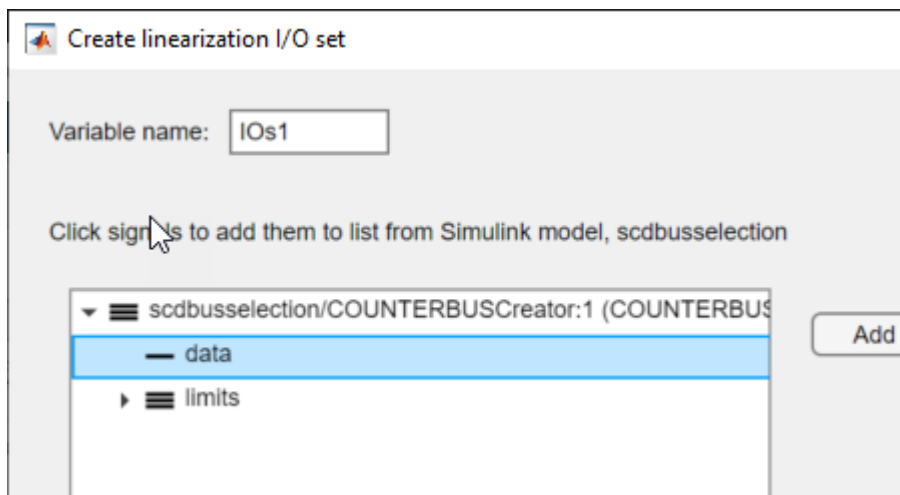 Create linearization I/O set
Variable name: IOs1
Click signals to add them to list from Simulink model, scdbusselection
scdbusselection/COUNTERBUSCreator:1 (COUNTERBUS
Add
data
limits